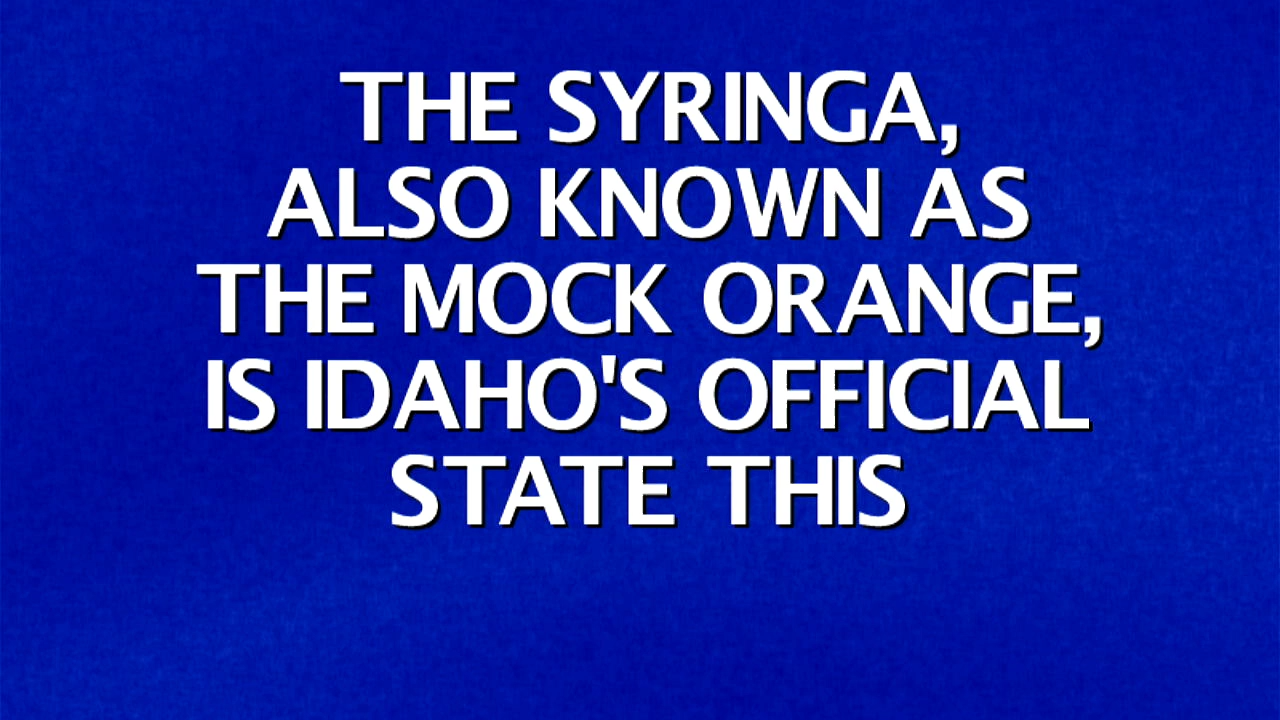 THE SYRINGA,
ALSO KNOWN AS
THE MOCK ORANGE,
IS IDAHO'S OFFICIAL
STATE THIS